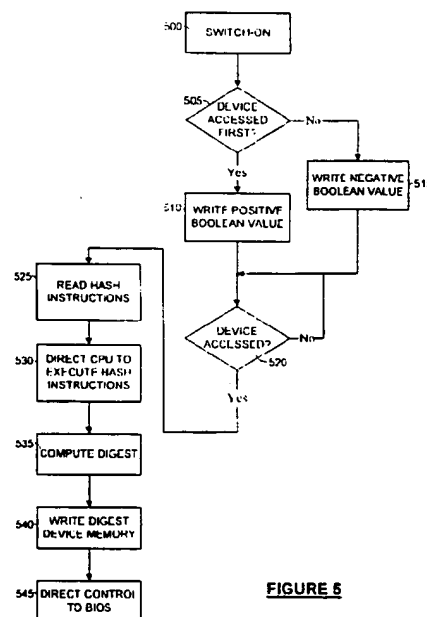 500
SWITCH-ON
505
DEVICE
ACCESSED
FIRST?
No
Yes
510
WRITE POSITIVE
BOOLEAN VALUE
WRITE NEGATIVE
BOOLEAN VALUE
51
525
READ HASH
INSTRUCTIONS
DEVICE
ACCESSED?
520
No
Yes
530
DIRECT CPU TO
EXECUTE HASH
INSTRUCTIONS
535
COMPUTE DIGEST
540
WRITE DIGEST
DEVICE MEMORY
545
DIRECT CONTROL
TO BIOS
FIGURE 5